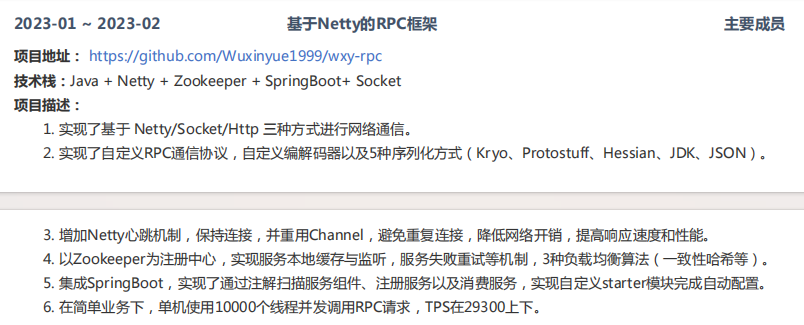 2023-01 ~ 2023-02 基于Netty的RPC框架 主要成员
项目地址： https://github.com/Wuxinyue1999/wxy-rpc
技术栈：Java + Netty + Zookeeper + SpringBoot+ Socket
项目描述：
1. 实现了基于 Netty/Socket/Http 三种方式进行网络通信。
2. 实现了自定义RPC通信协议，自定义编解码器以及5种序列化方式（Kryo、Protostuff、Hessian、JDK、JSON）。
3. 增加Netty心跳机制，保持连接，并重用Channel，避免重复连接，降低网络开销，提高响应速度和性能。
4. 以Zookeeper为注册中心，实现服务本地缓存与监听，服务失败重试等机制，3种负载均衡算法（一致性哈希等）。
5. 集成SpringBoot，实现了通过注解扫描服务组件、注册服务以及消费服务，实现自定义starter模块完成自动配置。
6. 在简单业务下，单机使用10000个线程并发调用RPC请求，TPS在29300上下。